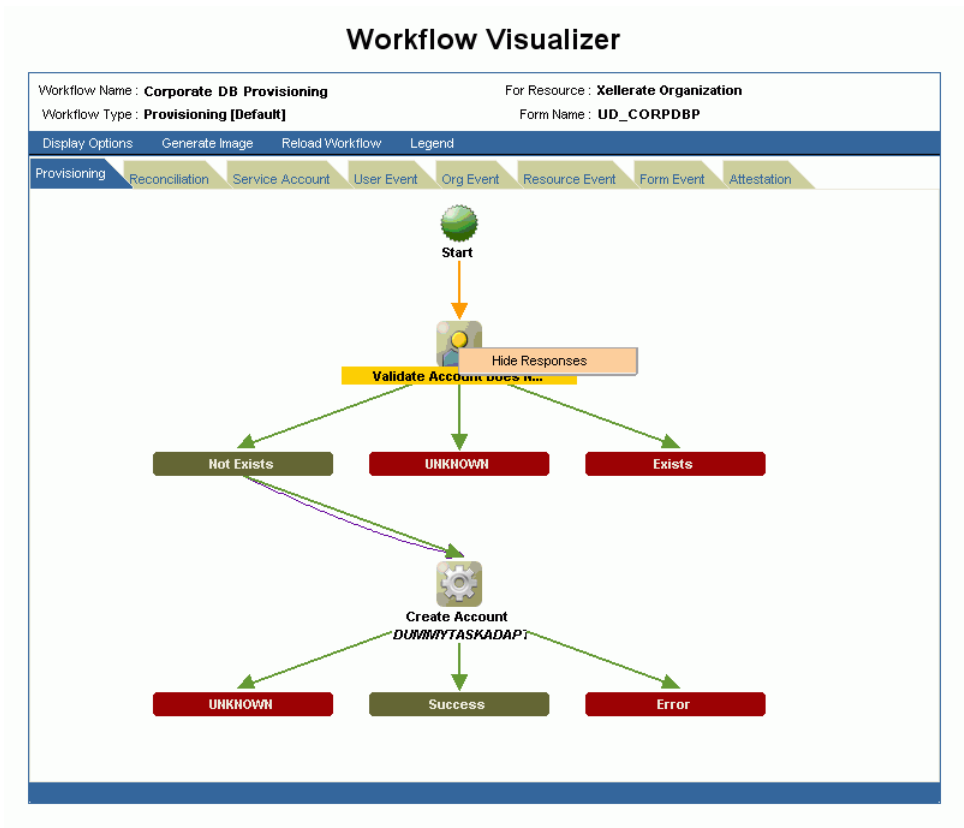 Workflow Visualizer
Workflow Name : Corporate DB Provisioning For Resource : Xellerate Organization
Workflow Type : Provisioning [Default] Form Name : UD_CORPDBP
Display Options Generate Image Reload Workflow Legend
Provisioning Reconciliation Service Account User Event Org Event Resource Event Form Event Attestation
Start
Hide Responses
Validate Account Does N...
Not Exists UNKNOWN Exists
Create Account
DUMMYTASKADAPT
UNKNOWN Success Error